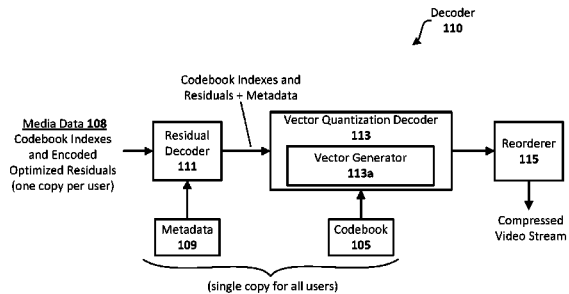 Decoder
110
Codebook Indexes and
Residuals + Metadata
Media Data 108
Codebook Indexes
and Encoded
Optimized Residuals
(one copy per user)
Residual
Decoder
111
Vector Quantization Decoder
113
Vector Generator
113a
Reorderer
115
Metadata
109
Codebook
105
Compressed
Video Stream
(single copy for all users)